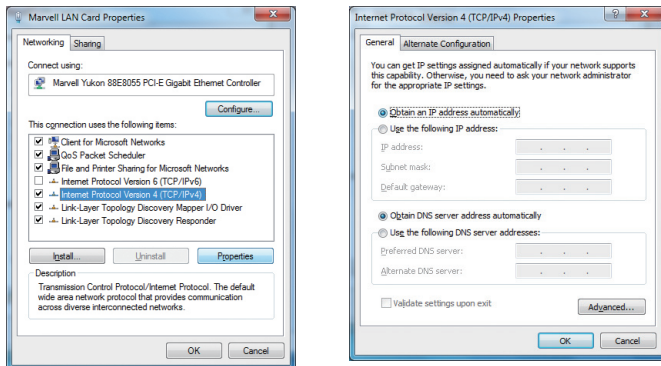 Marvell LAN Card Properties
Networking
Sharing
Connect using:
Marvell Yukon 88E8055 PCI-E Gigabit Ethernet Controller
Configure...
This connection uses the following items:
Client for Microsoft Networks
QoS Packet Scheduler
File and Printer Sharing for Microsoft Networks
Internet Protocol Version 6 (TCP/IPv6)
Internet Protocol Version 4 (TCP/IPv4)
Link-Layer Topology Discovery Mapper I/O Driver
Link-Layer Topology Discovery Responder
Install...
Uninstall
Properties
Description
Transmission Control Protocol/Internet Protocol. The default
wide area network protocol that provides communication
across diverse interconnected networks.
OK
Cancel
Internet Protocol Version 4 (TCP/IPv4) Properties
General
Alternate Configuration
You can get IP settings assigned automatically if your network supports
this capability. Otherwise, you need to ask your network administrator
for the appropriate IP settings.
Obtain an IP address automatically
Use the following IP address:
IP address:
Subnet mask:
Default gateway:
Obtain DNS server address automatically
Use the following DNS server addresses:
Preferred DNS server:
Alternate DNS server:
Validate settings upon exit
Advanced...
OK
Cancel